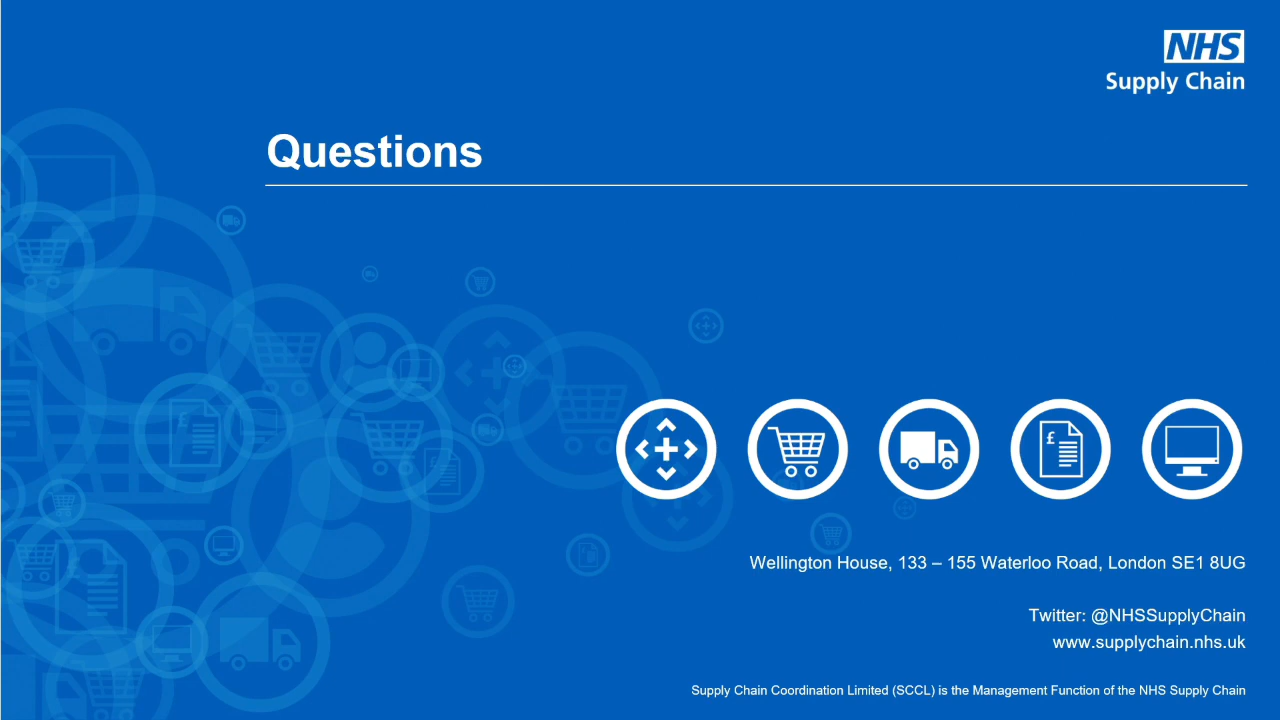 NHS
Supply Chain
Questions
£
Wellington House, 133 – 155 Waterloo Road, London SE1 8UG
Twitter: @NHSSupplyChain
www.supplychain.nhs.uk
Supply Chain Coordination Limited (SCCL) is the Management Function of the NHS Supply Chain